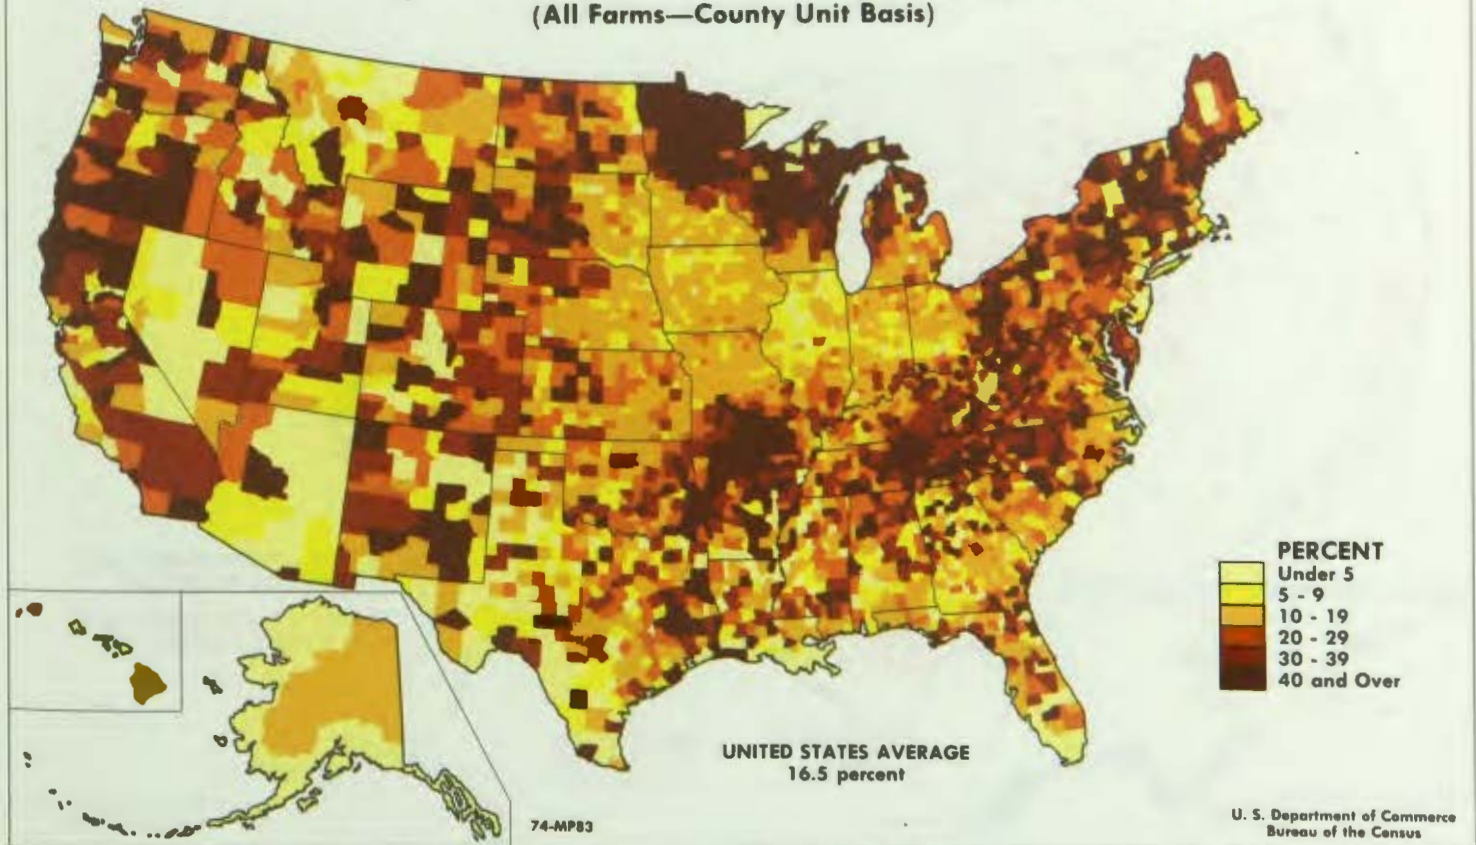 (All Farms—County Unit Basis)
PERCENT
Under 5
5 - 9
10 - 19
20 - 29
30 - 39
40 and Over
UNITED STATES AVERAGE
16.5 percent
74-MP83
U. S. Department of Commerce
Bureau of the Census